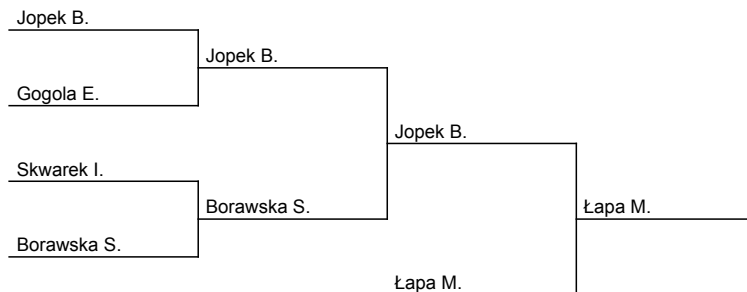 Jopek B.
Jopek B.
Gogola E.
Jopek B.
Skwarek I.
Borawska S.
Łapa M.
Borawska S.
Łapa M.